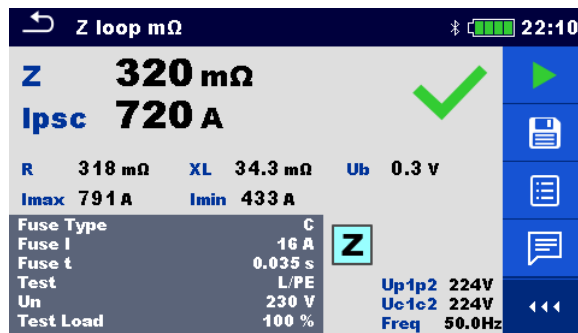 Z loop mΩ 22:10
Z 320 mΩ
Ipsc 720 A
R 318 mΩ XL 34.3 mΩ Ub 0.3 V
Imax 791 A Imin 433 A
Fuse Type C
Fuse I 16 A
Fuse t 0.035 s
Test L/PE
Un 230 V
Test Load 100 %
Z
Up1p2 224V
Uc1c2 224V
Freq 50.0Hz